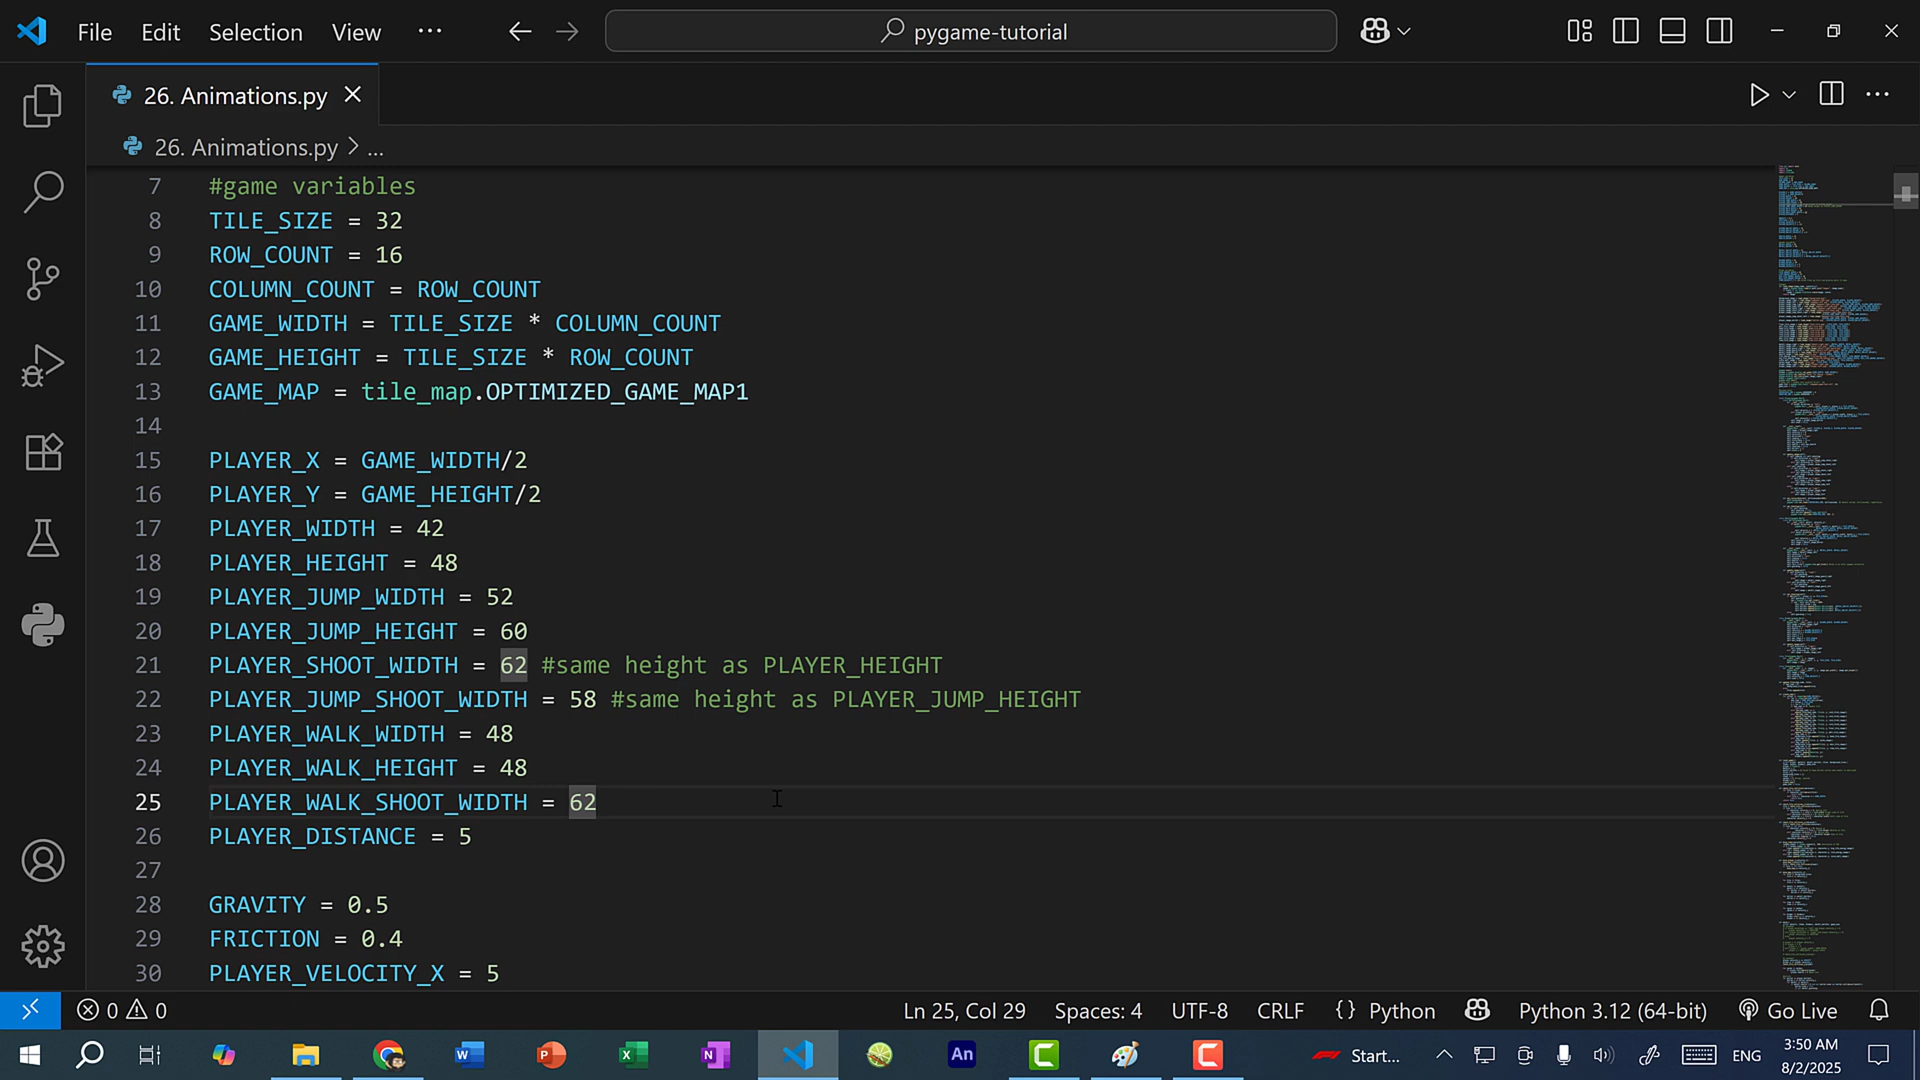 File Edit Selection View ··· pygame-tutorial
26. Animations.py
26. Animations.py > ...
7 #game variables
8 TILE_SIZE = 32
9 ROW_COUNT = 16
10 COLUMN_COUNT = ROW_COUNT
11 GAME_WIDTH = TILE_SIZE * COLUMN_COUNT
12 GAME_HEIGHT = TILE_SIZE * ROW_COUNT
13 GAME_MAP = tile_map.OPTIMIZED_GAME_MAP1
14
15 PLAYER_X = GAME_WIDTH/2
16 PLAYER_Y = GAME_HEIGHT/2
17 PLAYER_WIDTH = 42
18 PLAYER_HEIGHT = 48
19 PLAYER_JUMP_WIDTH = 52
20 PLAYER_JUMP_HEIGHT = 60
21 PLAYER_SHOOT_WIDTH = 62 #same height as PLAYER_HEIGHT
22 PLAYER_JUMP_SHOOT_WIDTH = 58 #same height as PLAYER_JUMP_HEIGHT
23 PLAYER_WALK_WIDTH = 48
24 PLAYER_WALK_HEIGHT = 48
25 PLAYER_WALK_SHOOT_WIDTH = 62
26 PLAYER_DISTANCE = 5
27
28 GRAVITY = 0.5
29 FRICTION = 0.4
30 PLAYER_VELOCITY_X = 5
0 0 Ln 25, Col 29 Spaces: 4 UTF-8 CRLF {} Python Python 3.12 (64-bit) Go Live
Start... ENG 3:50 AM
8/2/2025